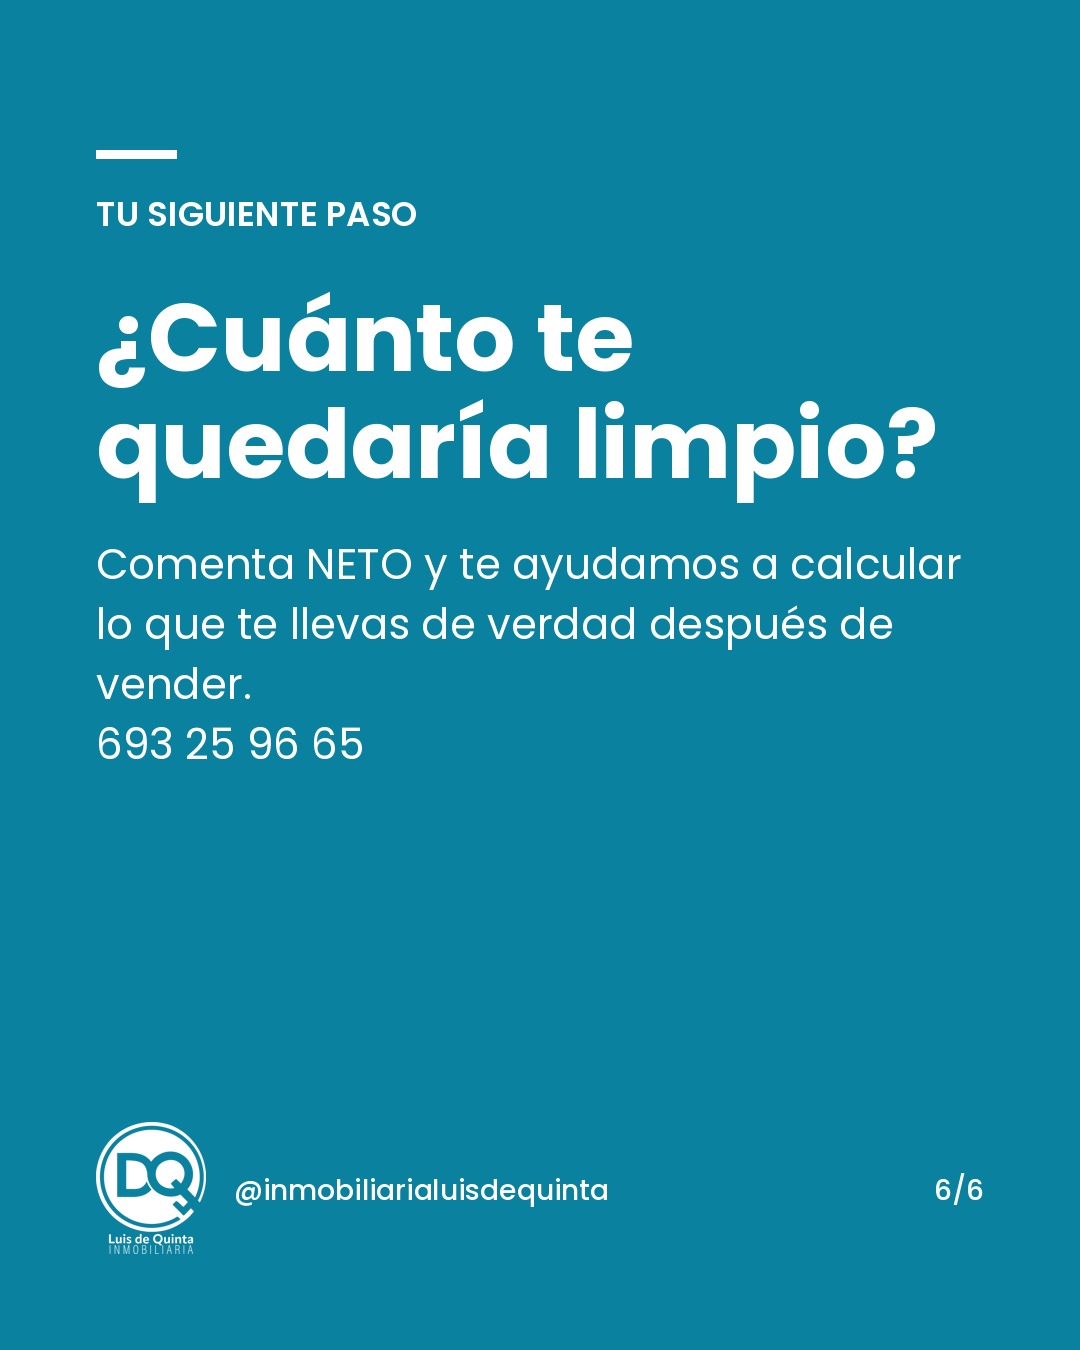 TU SIGUIENTE PASO
¿Cuánto te
quedaría limpio?
Comenta NETO y te ayudamos a calcular
lo que te llevas de verdad después de
vender.
693 25 96 65
DQ
Luis de Quinta
INMOBILIARIA
@inmobiliarialuisdequinta
6/6